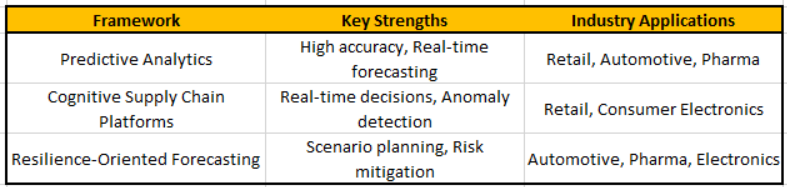 Framework Key Strengths Industry Applications
Predictive Analytics
High accuracy, Real-time
forecasting
Retail, Automotive, Pharma
Cognitive Supply Chain
Platforms
Real-time decisions, Anomaly
detection
Retail, Consumer Electronics
Resilience-Oriented Forecasting
Scenario planning, Risk
mitigation
Automotive, Pharma, Electronics